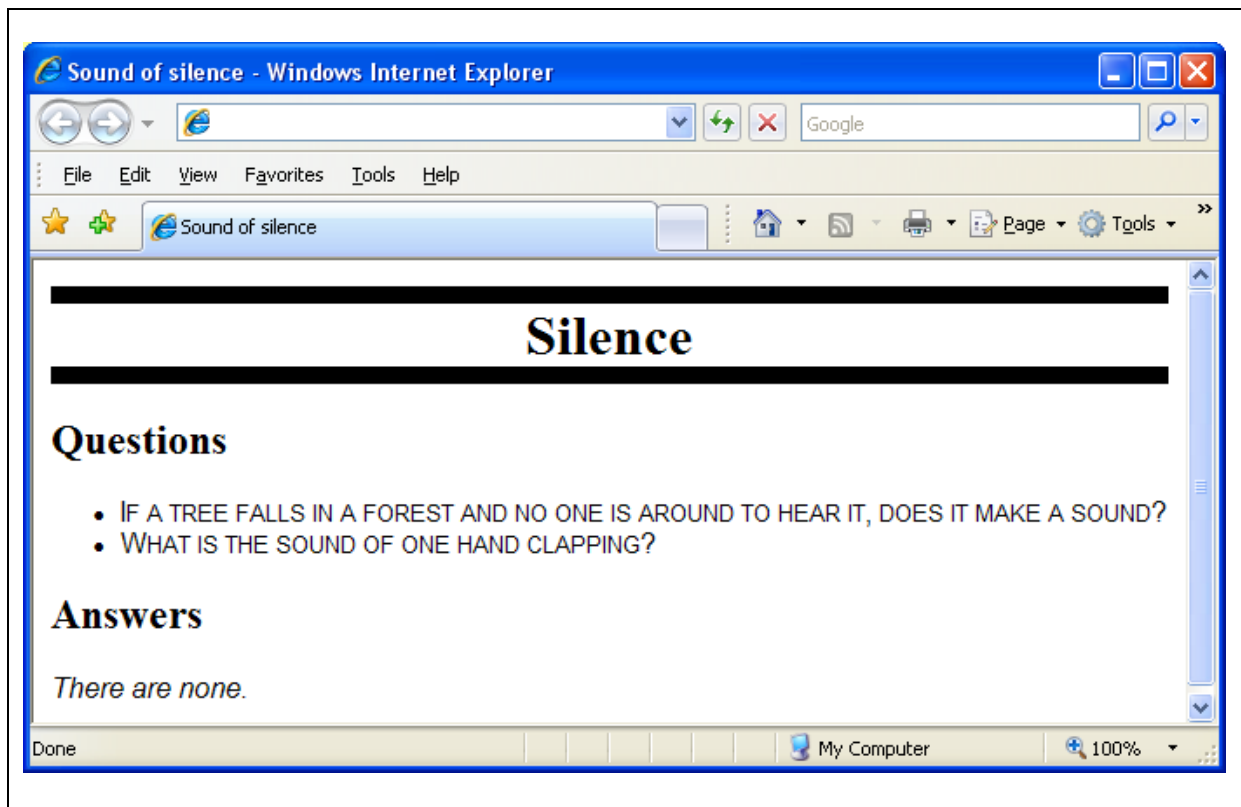 Sound of silence - Windows Internet Explorer
Google
File Edit View Favorites Tools Help
Sound of silence Page Tools »
Silence
Questions
• IF A TREE FALLS IN A FOREST AND NO ONE IS AROUND TO HEAR IT, DOES IT MAKE A SOUND?
• WHAT IS THE SOUND OF ONE HAND CLAPPING?
Answers
There are none.
Done My Computer 100%